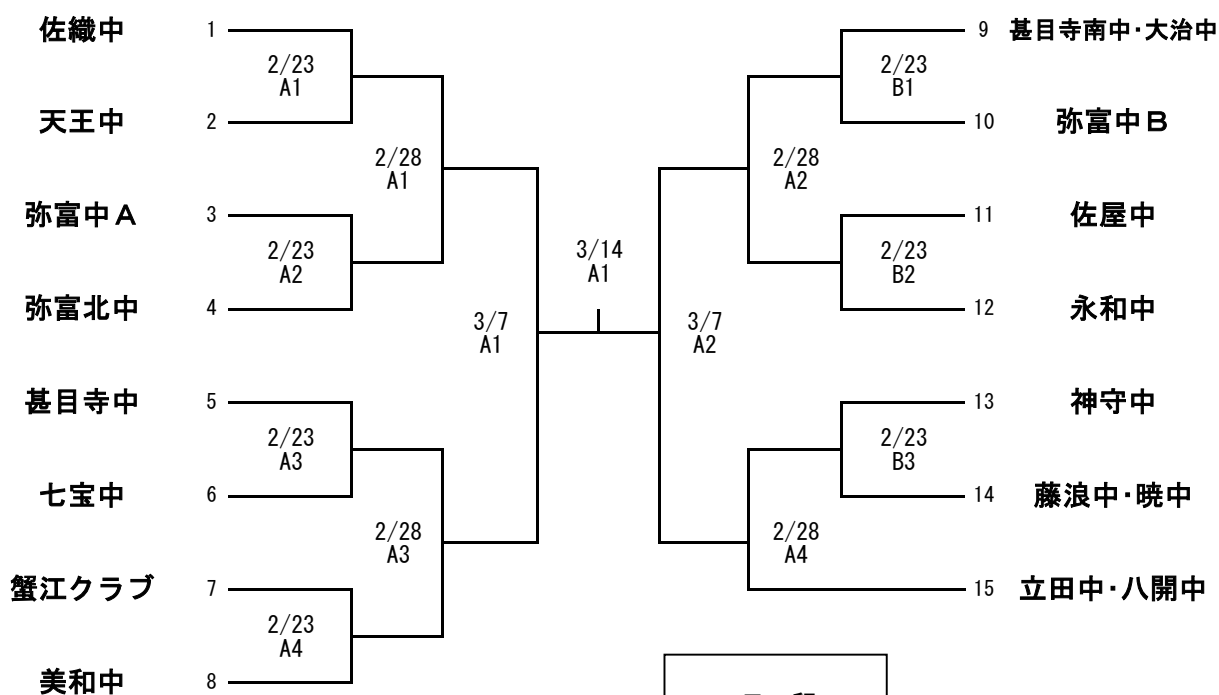 佐織中 1
2/23
A1
天王中 2
2/28
A1
弥富中A 3
2/23
A2
弥富北中 4
3/7
A1
甚目寺中 5
2/23
A3
七宝中 6
2/28
A3
蟹江クラブ 7
2/23
A4
美和中 8
3/14
A1
9 甚目寺南中・大治中
2/23
B1
10 弥富中B
2/28
A2
11 佐屋中
2/23
B2
12 永和中
3/7
A2
13 神守中
2/23
B3
14 藤浪中・暁中
2/28
A4
15 立田中・八開中